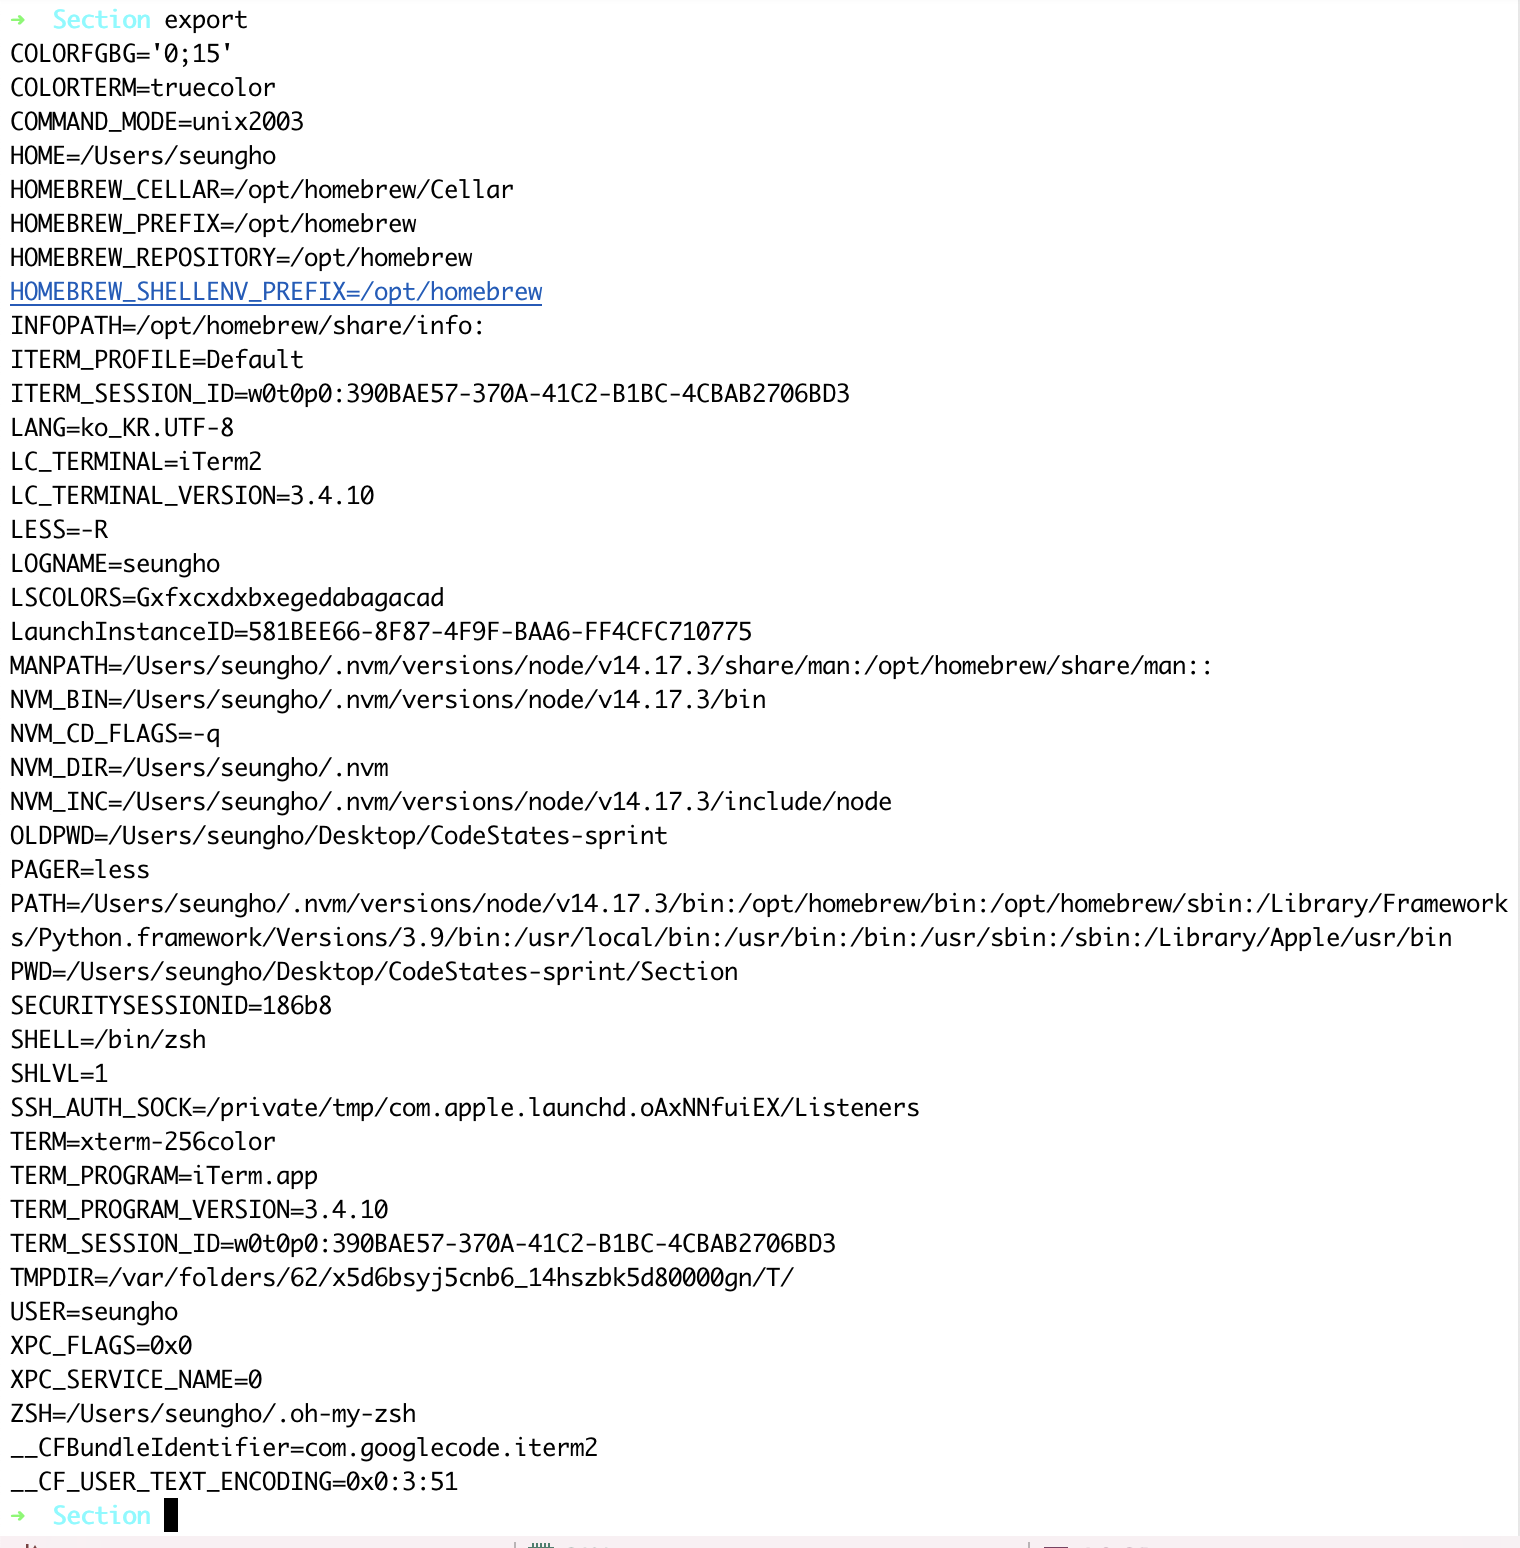 ➜  Section export
COLORFGBG='0;15'
COLORTERM=truecolor
COMMAND_MODE=unix2003
HOME=/Users/seungho
HOMEBREW_CELLAR=/opt/homebrew/Cellar
HOMEBREW_PREFIX=/opt/homebrew
HOMEBREW_REPOSITORY=/opt/homebrew
HOMEBREW_SHELLENV_PREFIX=/opt/homebrew
INFOPATH=/opt/homebrew/share/info:
ITERM_PROFILE=Default
ITERM_SESSION_ID=w0t0p0:390BAE57-370A-41C2-B1BC-4CBAB2706BD3
LANG=ko_KR.UTF-8
LC_TERMINAL=iTerm2
LC_TERMINAL_VERSION=3.4.10
LESS=-R
LOGNAME=seungho
LSCOLORS=Gxfxcxdxbxegedabagacad
LaunchInstanceID=581BEE66-8F87-4F9F-BAA6-FF4CFC710775
MANPATH=/Users/seungho/.nvm/versions/node/v14.17.3/share/man:/opt/homebrew/share/man::
NVM_BIN=/Users/seungho/.nvm/versions/node/v14.17.3/bin
NVM_CD_FLAGS=-q
NVM_DIR=/Users/seungho/.nvm
NVM_INC=/Users/seungho/.nvm/versions/node/v14.17.3/include/node
OLDPWD=/Users/seungho/Desktop/CodeStates-sprint
PAGER=less
PATH=/Users/seungho/.nvm/versions/node/v14.17.3/bin:/opt/homebrew/bin:/opt/homebrew/sbin:/Library/Framework
s/Python.framework/Versions/3.9/bin:/usr/local/bin:/usr/bin:/bin:/usr/sbin:/sbin:/Library/Apple/usr/bin
PWD=/Users/seungho/Desktop/CodeStates-sprint/Section
SECURITYSESSIONID=186b8
SHELL=/bin/zsh
SHLVL=1
SSH_AUTH_SOCK=/private/tmp/com.apple.launchd.oAxNNfuiEX/Listeners
TERM=xterm-256color
TERM_PROGRAM=iTerm.app
TERM_PROGRAM_VERSION=3.4.10
TERM_SESSION_ID=w0t0p0:390BAE57-370A-41C2-B1BC-4CBAB2706BD3
TMPDIR=/var/folders/62/x5d6bsyj5cnb6_14hszbk5d80000gn/T/
USER=seungho
XPC_FLAGS=0x0
XPC_SERVICE_NAME=0
ZSH=/Users/seungho/.oh-my-zsh
__CFBundleIdentifier=com.googlecode.iterm2
__CF_USER_TEXT_ENCODING=0x0:3:51
➜  Section